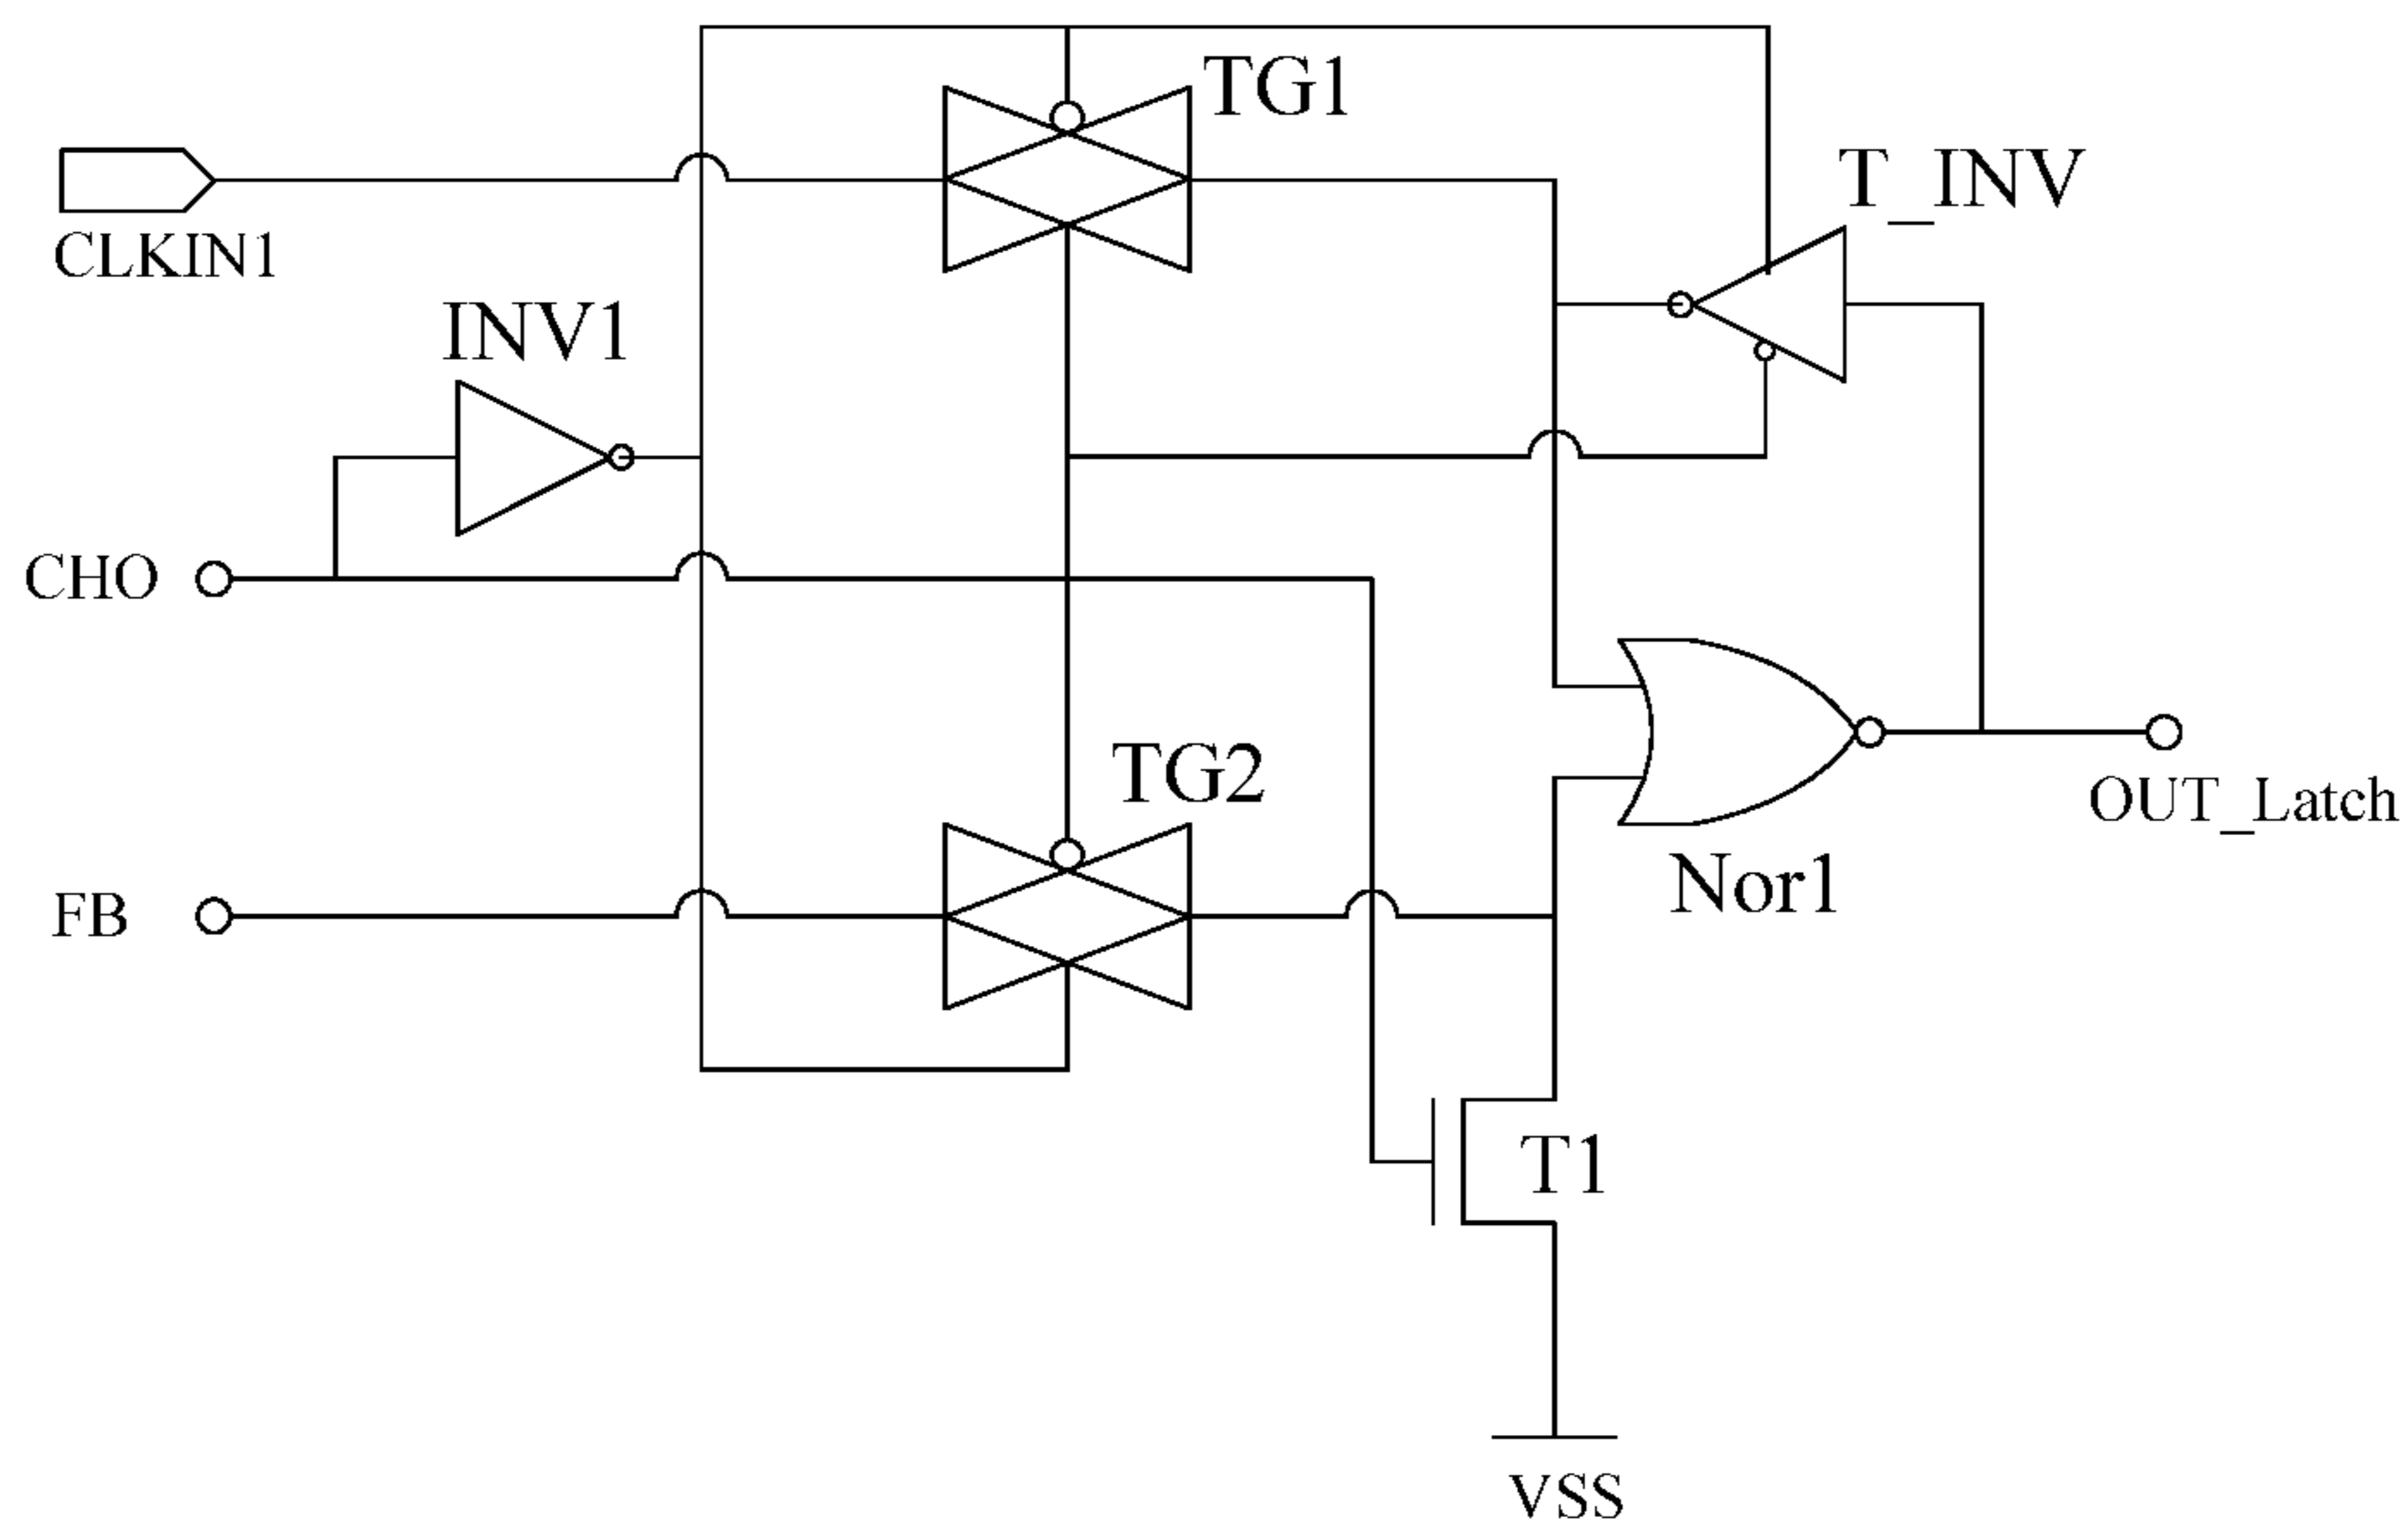 TG1
T_INV
CLKIN1
INV1
CHO
TG2
OUT_Latch
Nor1
FB
T1
VSS